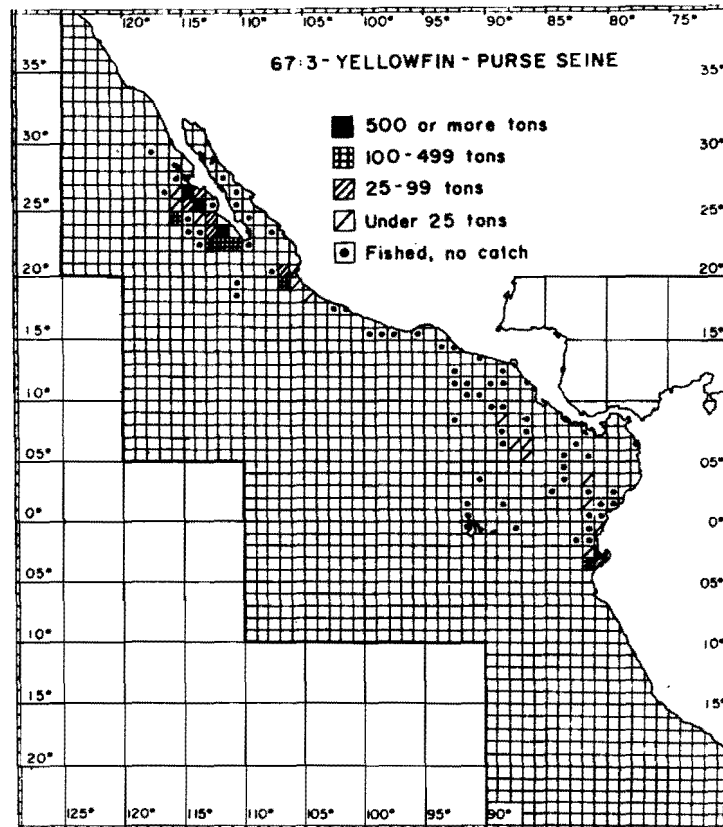 120° 115° 110° 105° 100° 95° 90° 85° 80° 75°
67:3 - YELLOWFIN - PURSE SEINE
35° 35°
500 or more tons
30° 30°
100-499 tons
25-99 tons
25° 25°
Under 25 tons
Fished, no catch
20° 20°
15° 15°
10° 10°
05° 05°
0° 0°
05° 05°
10° 10°
15° 15°
20°
125° 120° 115° 110° 105° 100° 95° 90°